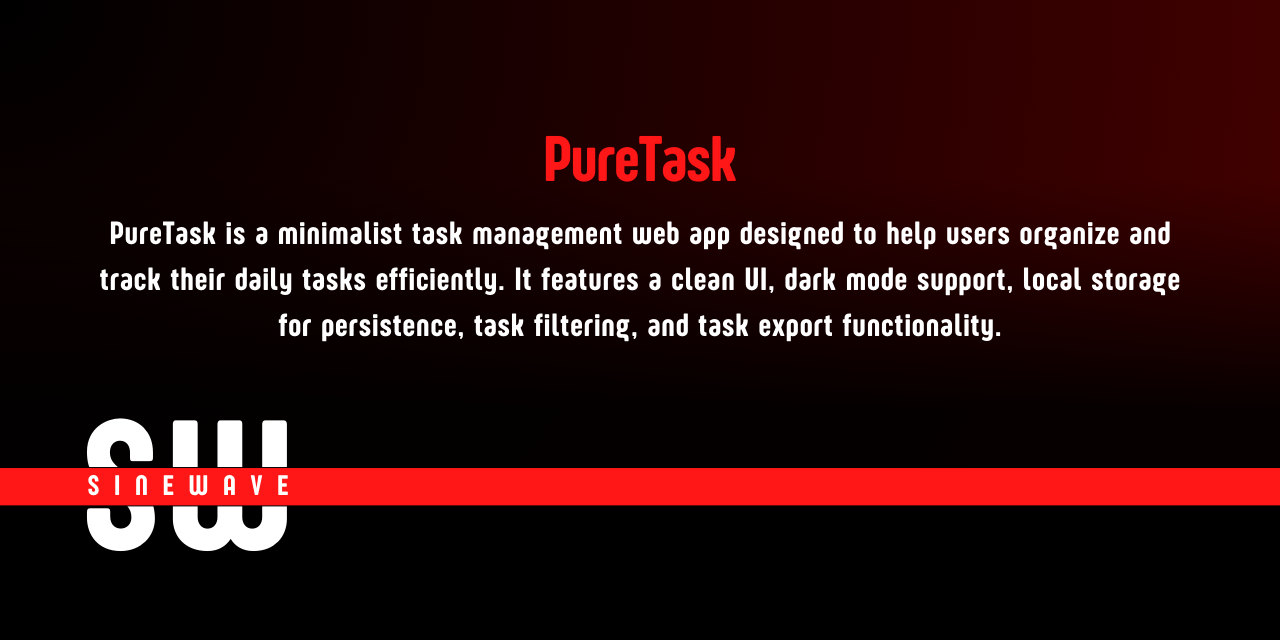 PureTask
PureTask is a minimalist task management web app designed to help users organize and
track their daily tasks efficiently. It features a clean UI, dark mode support, local storage
for persistence, task filtering, and task export functionality.
SW
SINEWAVE